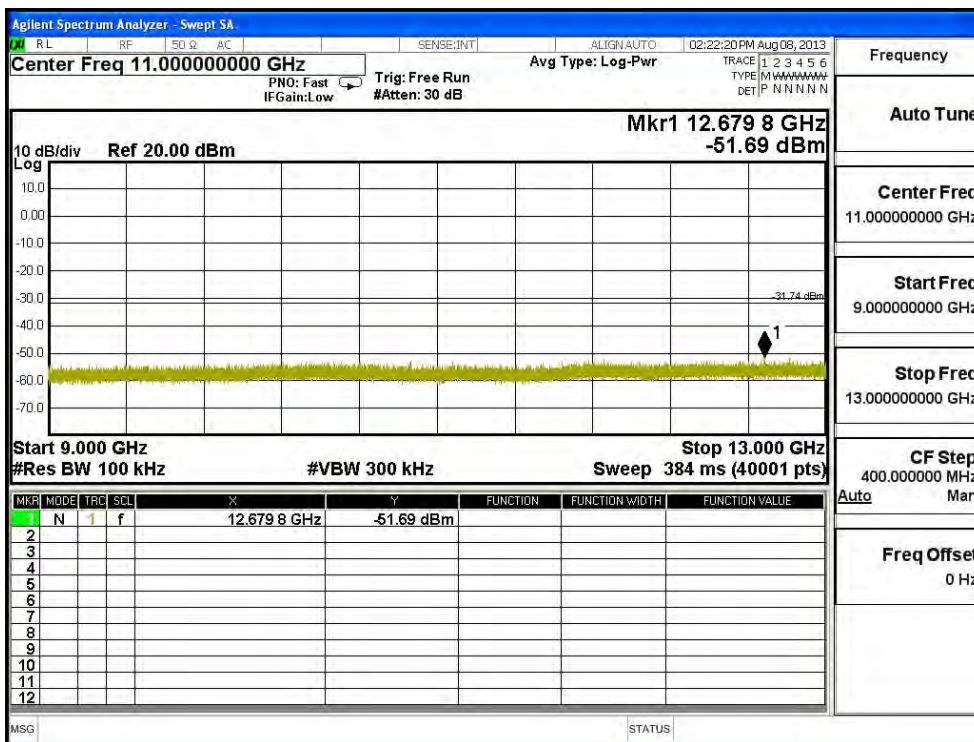 Agilent Spectrum Analyzer - Swept SA
RL RF 50 Ω AC SENSE:INT ALIGNAUTO 02:22:20 PM Aug 08, 2013
Center Freq 11.000000000 GHz
PNO: Fast
IFGain:Low
Trig: Free Run
#Atten: 30 dB
Avg Type: Log-Pwr
TRACE 1 2 3 4 5 6
TYPE M WWWWW
DET P N N N N N
Mkr1 12.679 8 GHz
-51.69 dBm
10 dB/div Ref 20.00 dBm
Log
10.0
0.00
-10.0
-20.0
-30.0
-31.74 dBm
-40.0
1
-50.0
-60.0
-70.0
Start 9.000 GHz Stop 13.000 GHz
#Res BW 100 kHz #VBW 300 kHz Sweep 384 ms (40001 pts)
MKR MODE TRC SCL X Y FUNCTION FUNCTION WIDTH FUNCTION VALUE
1 N 1 f 12.679 8 GHz -51.69 dBm
2
3
4
5
6
7
8
9
10
11
12
MSG STATUS
Frequency
Auto Tune
Center Freq
11.000000000 GHz
Start Freq
9.000000000 GHz
Stop Freq
13.000000000 GHz
CF Step
400.000000 MHz
Auto Man
Freq Offset
0 Hz